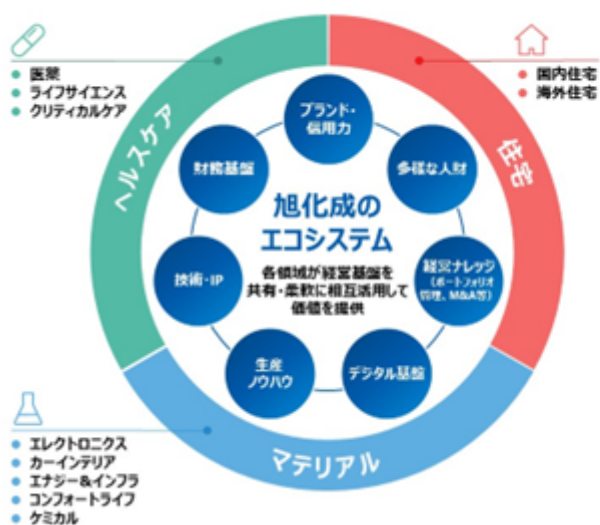 医薬
ライフサイエンス
クリティカルケア
国内住宅
海外住宅
ヘルスケア
住宅
マテリアル
ブランド・
信用力
財務基盤
多様な人財
旭化成の
エコシステム
各領域が経営基盤を
共有・柔軟に相互活用して
価値を提供
技術・IP
経営ナレッジ
(ポートフォリオ
管理、M&A等)
生産
ノウハウ
デジタル基盤
エレクトロニクス
カーインテリア
エナジー&インフラ
コンフォートライフ
ケミカル